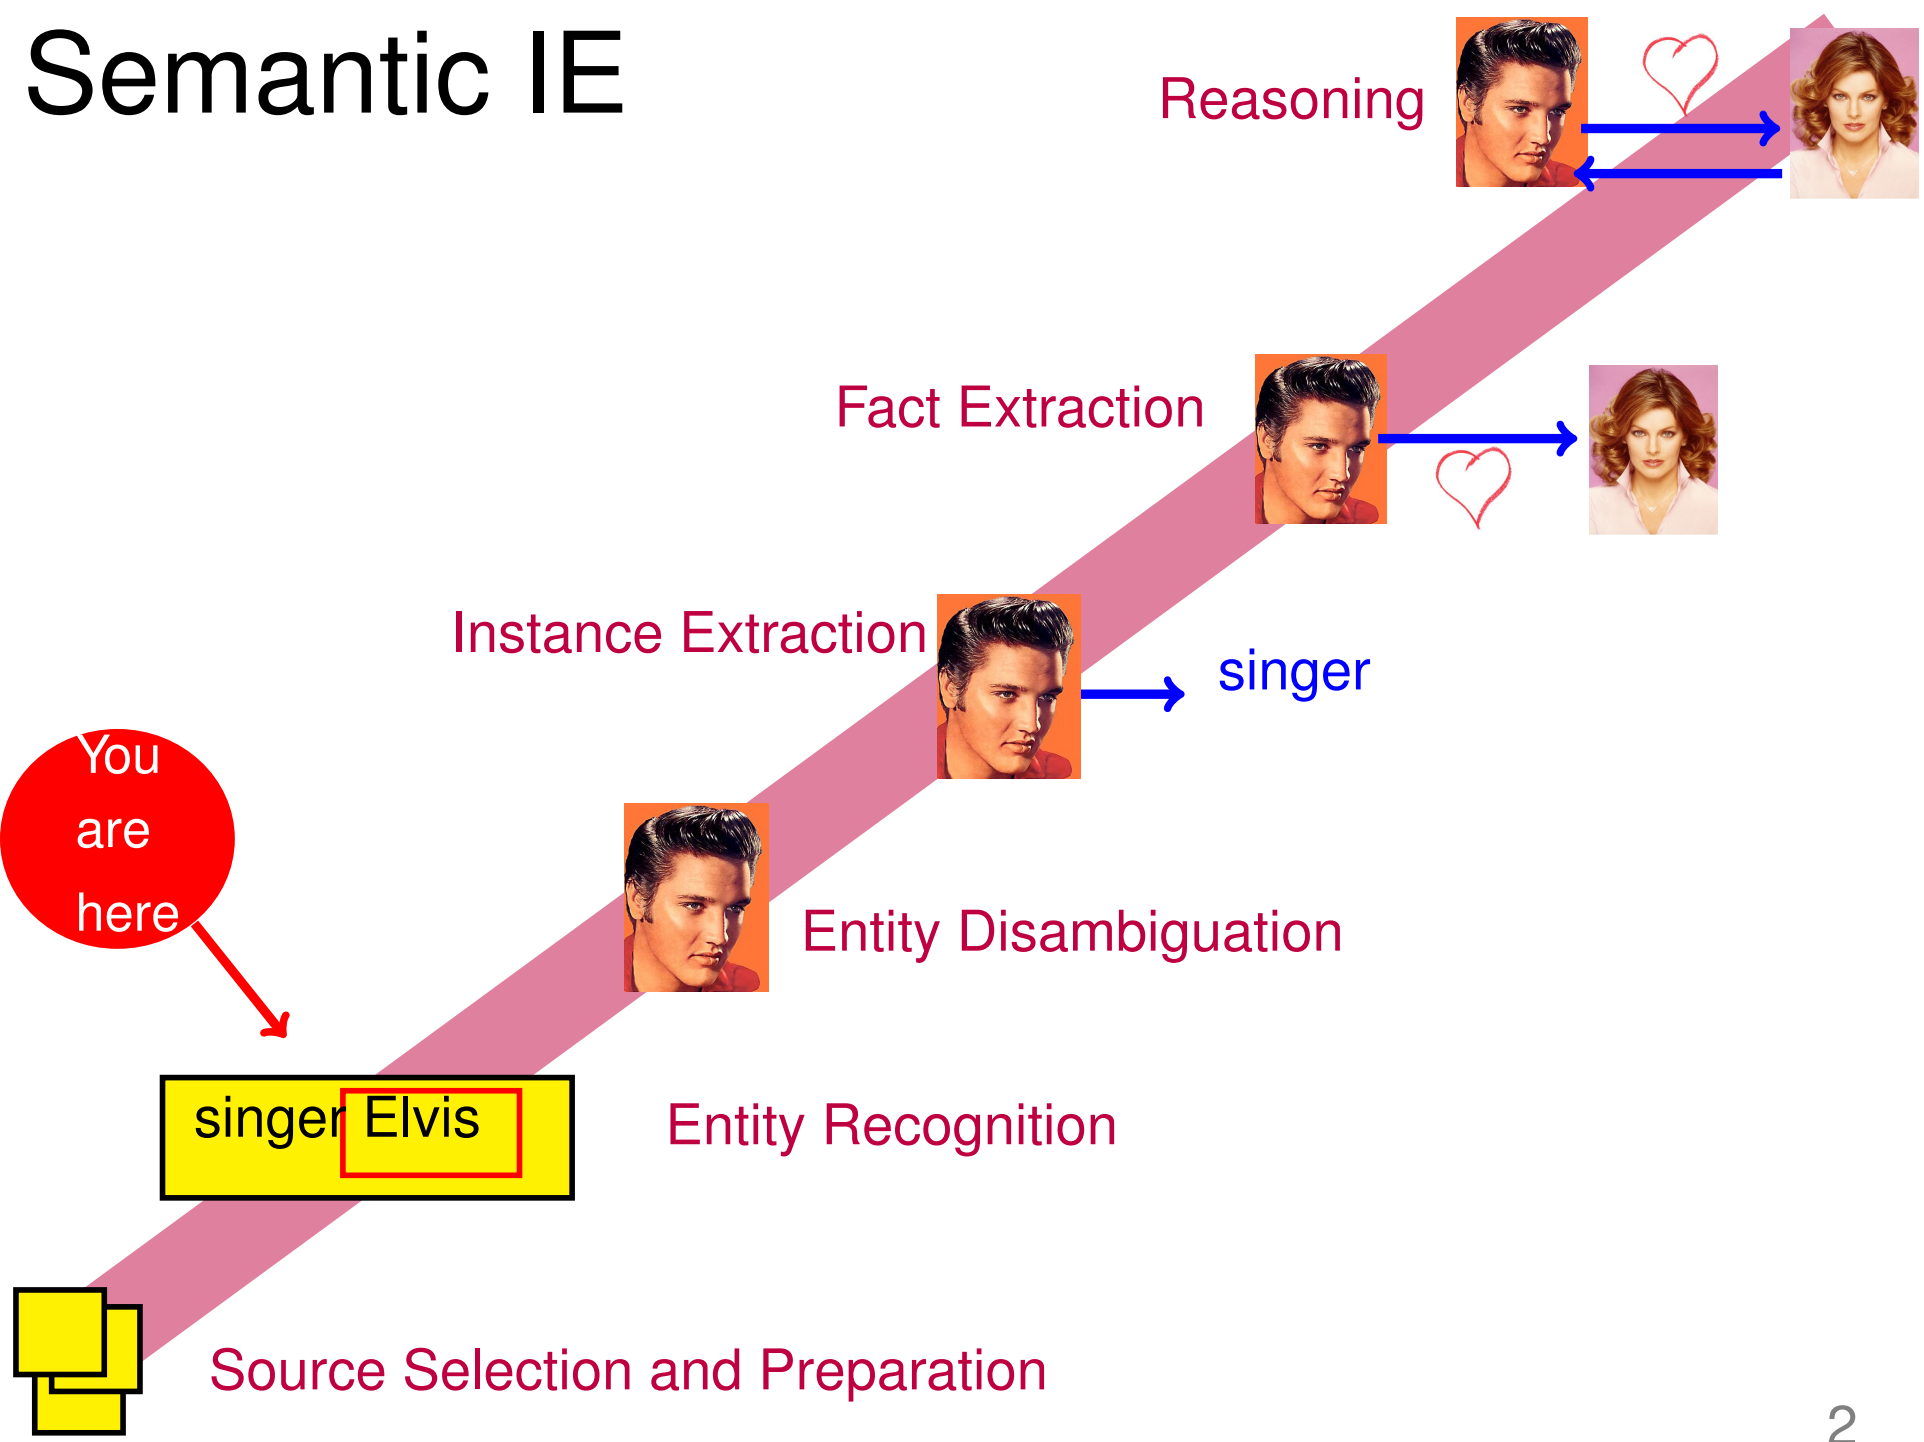 Semantic IE
Reasoning
Fact Extraction
Instance Extraction
singer
You
are
here
Entity Disambiguation
singer Elvis
Entity Recognition
Source Selection and Preparation
2